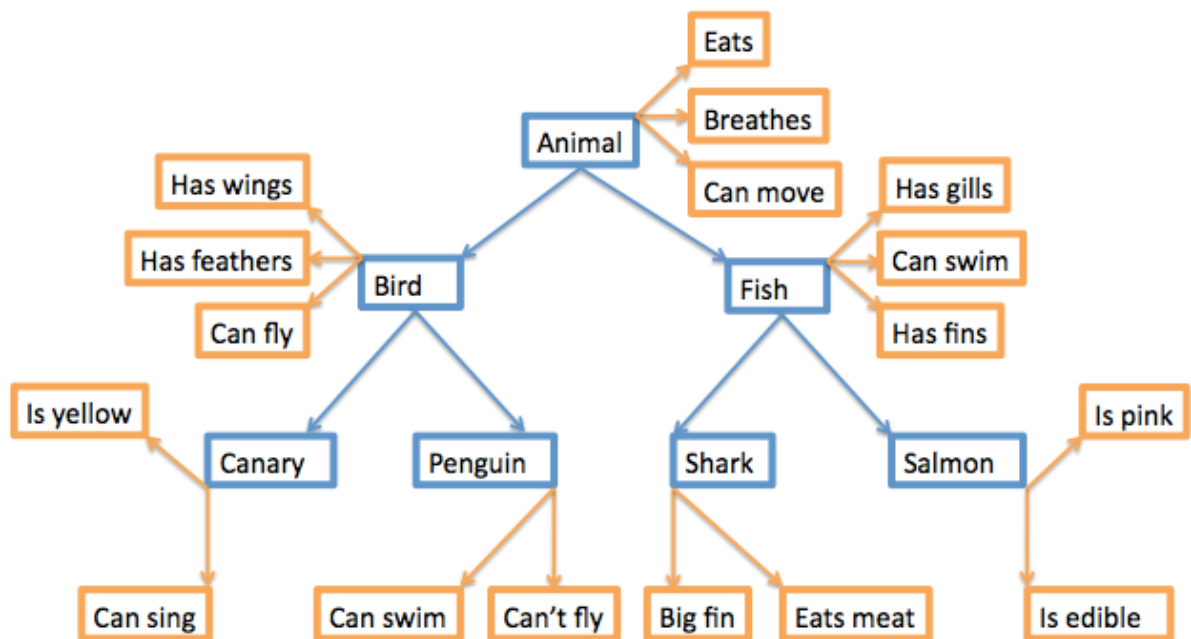 Eats
Breathes
Animal
Can move
Has wings
Has gills
Has feathers
Can swim
Bird
Fish
Can fly
Has fins
Is yellow
Is pink
Canary
Penguin
Shark
Salmon
Can sing
Can swim
Can't fly
Big fin
Eats meat
Is edible